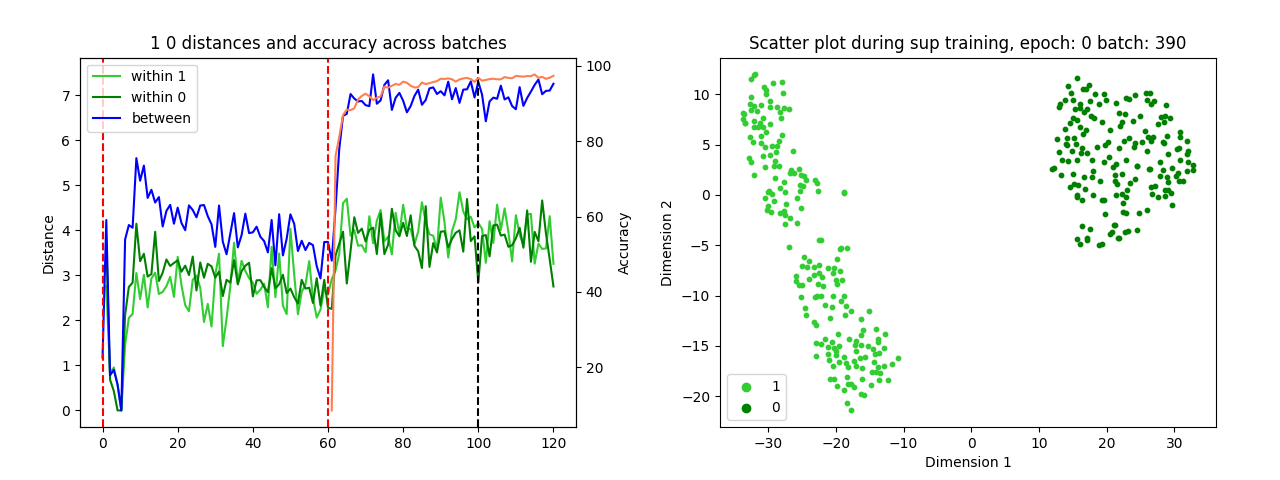 1 0 distances and accuracy across batches
within 1
within 0
between
Distance
7
6
5
4
3
2
1
0
0 20 40 60 80 100 120
100
80
60
40
20
Accuracy
Scatter plot during sup training, epoch: 0 batch: 390
Dimension 2
10
5
0
−5
−10
−15
−20
1
0
−30 −20 −10 0 10 20 30
Dimension 1